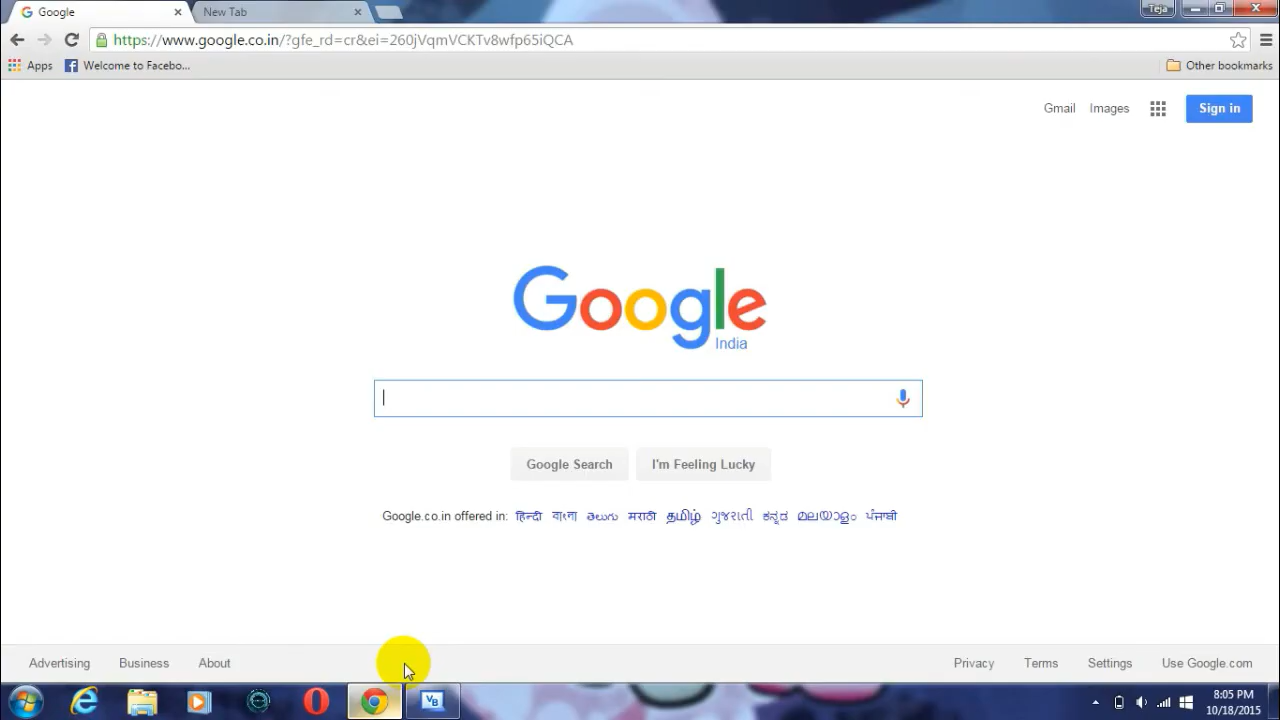 Google
New Tab
Teja
https://www.google.co.in/?gfe_rd=cr&ei=260jVqmVCKTv8wfp65iQCA
Apps
Welcome to Facebo...
Other bookmarks
Gmail Images Sign in
Google
India
Google Search I'm Feeling Lucky
Google.co.in offered in: हिन्दी বাংলা తెలుగు मराठी தமிழ் ગુજરાતી ಕನ್ನಡ മലയാളം ਪੰਜਾਬੀ
Advertising Business About Privacy Terms Settings Use Google.com
VB
8:05 PM
10/18/2015